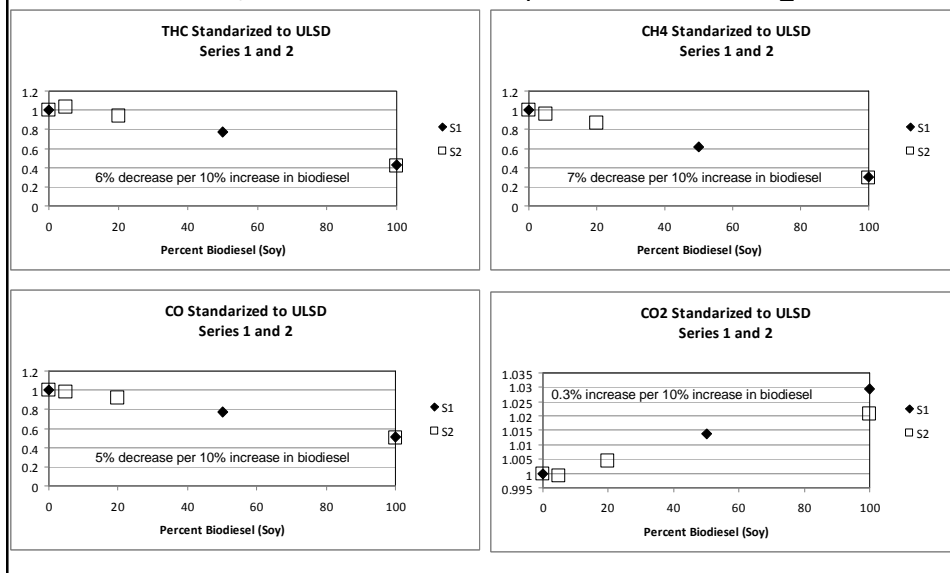 THC Standarized to ULSD
Series 1 and 2
1.2
1
0.8
0.6
0.4
0.2
0
6% decrease per 10% increase in biodiesel
0 20 40 60 80 100
Percent Biodiesel (Soy)
S1
S2
CH4 Standarized to ULSD
Series 1 and 2
1.2
1
0.8
0.6
0.4
0.2
0
7% decrease per 10% increase in biodiesel
0 20 40 60 80 100
Percent Biodiesel (Soy)
S1
S2
CO Standarized to ULSD
Series 1 and 2
1.2
1
0.8
0.6
0.4
0.2
0
5% decrease per 10% increase in biodiesel
0 20 40 60 80 100
Percent Biodiesel (Soy)
S1
S2
CO2 Standarized to ULSD
Series 1 and 2
1.035
1.03
1.025
1.02
1.015
1.01
1.005
1
0.995
0.3% increase per 10% increase in biodiesel
0 20 40 60 80 100
Percent Biodiesel (Soy)
S1
S2